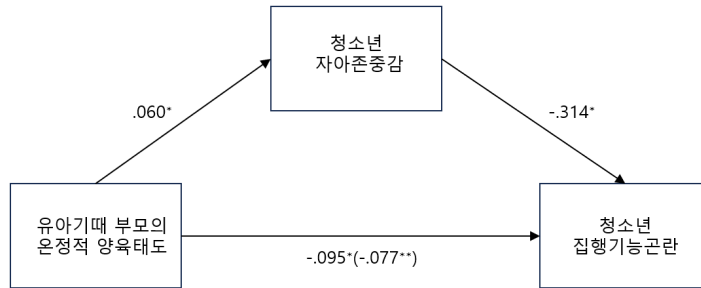 청소년
자아존중감
.060*
-.314*
유아기때 부모의
온정적 양육태도
청소년
집행기능곤란
-.095*(-.077**)